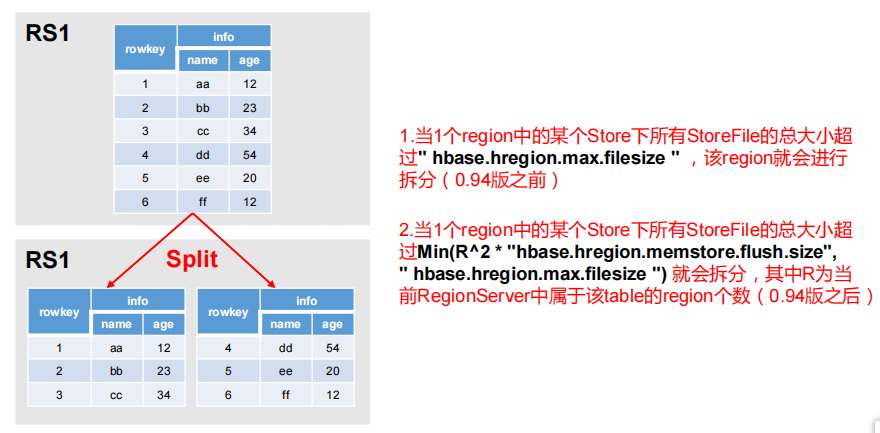 RS1
rowkey info
name age
1 aa 12
2 bb 23
3 cc 34
4 dd 54
5 ee 20
6 ff 12
RS1
Split
rowkey info
name age
1 aa 12
2 bb 23
3 cc 34
rowkey info
name age
4 dd 54
5 ee 20
6 ff 12
1.当1个region中的某个Store下所有StoreFile的总大小超
过" hbase.hregion.max.filesize " ，该region就会进行
拆分（0.94版之前）
2.当1个region中的某个Store下所有StoreFile的总大小超
过Min(R^2 * "hbase.hregion.memstore.flush.size",
" hbase.hregion.max.filesize ") 就会拆分，其中R为当
前RegionServer中属于该table的region个数（0.94版之后）